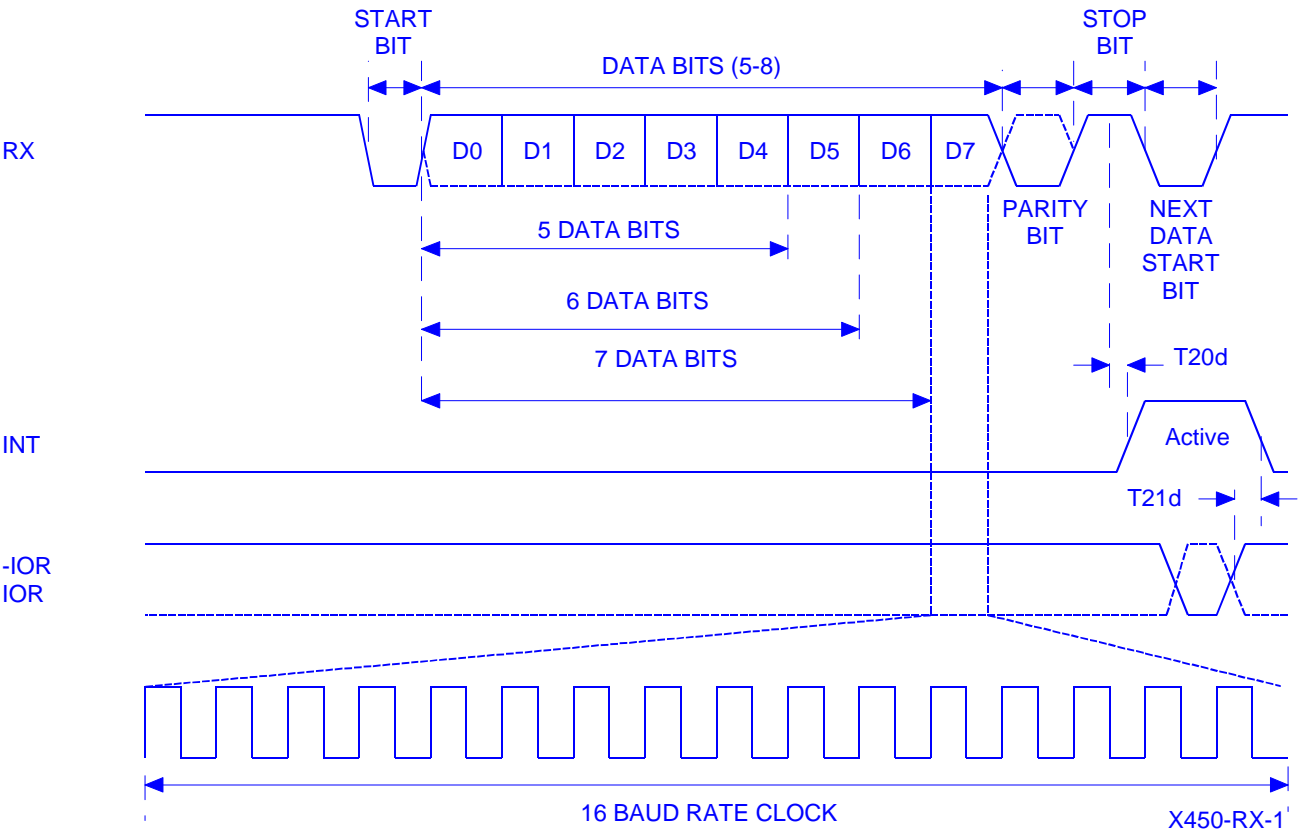 START
BIT
STOP
BIT
DATA BITS (5-8)
RX
D0 D1 D2 D3 D4 D5 D6 D7
PARITY
BIT
NEXT
DATA
START
BIT
5 DATA BITS
6 DATA BITS
7 DATA BITS
T20d
INT
Active
T21d
-IOR
IOR
16 BAUD RATE CLOCK
X450-RX-1